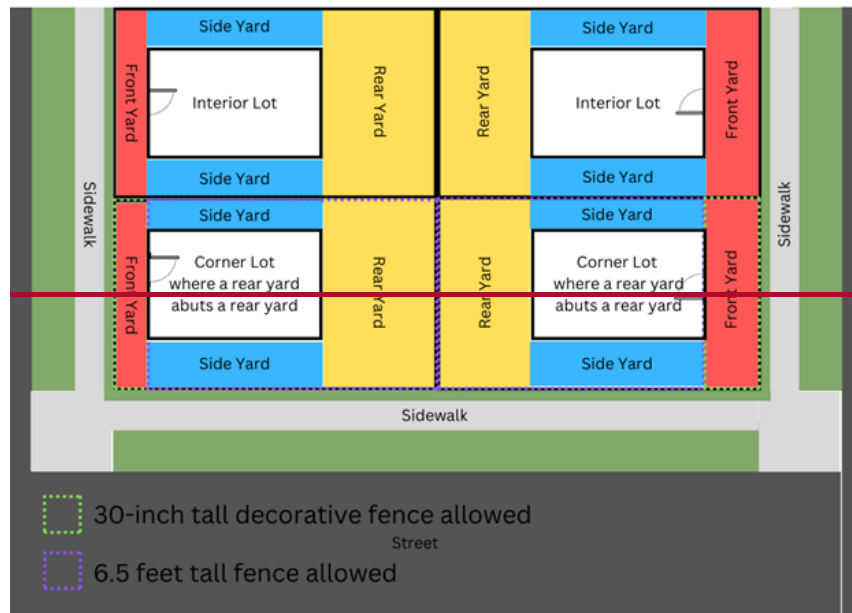 Side Yard
Side Yard
Front Yard
Interior Lot
Rear Yard
Rear Yard
Interior Lot
Front Yard
Side Yard
Side Yard
Sidewalk
Sidewalk
Side Yard
Side Yard
Front Yard
Corner Lot
where a rear yard
abuts a rear yard
Rear Yard
Rear Yard
Corner Lot
where a rear yard
abuts a rear yard
Front Yard
Side Yard
Side Yard
Sidewalk
30-inch tall decorative fence allowed
Street
6.5 feet tall fence allowed